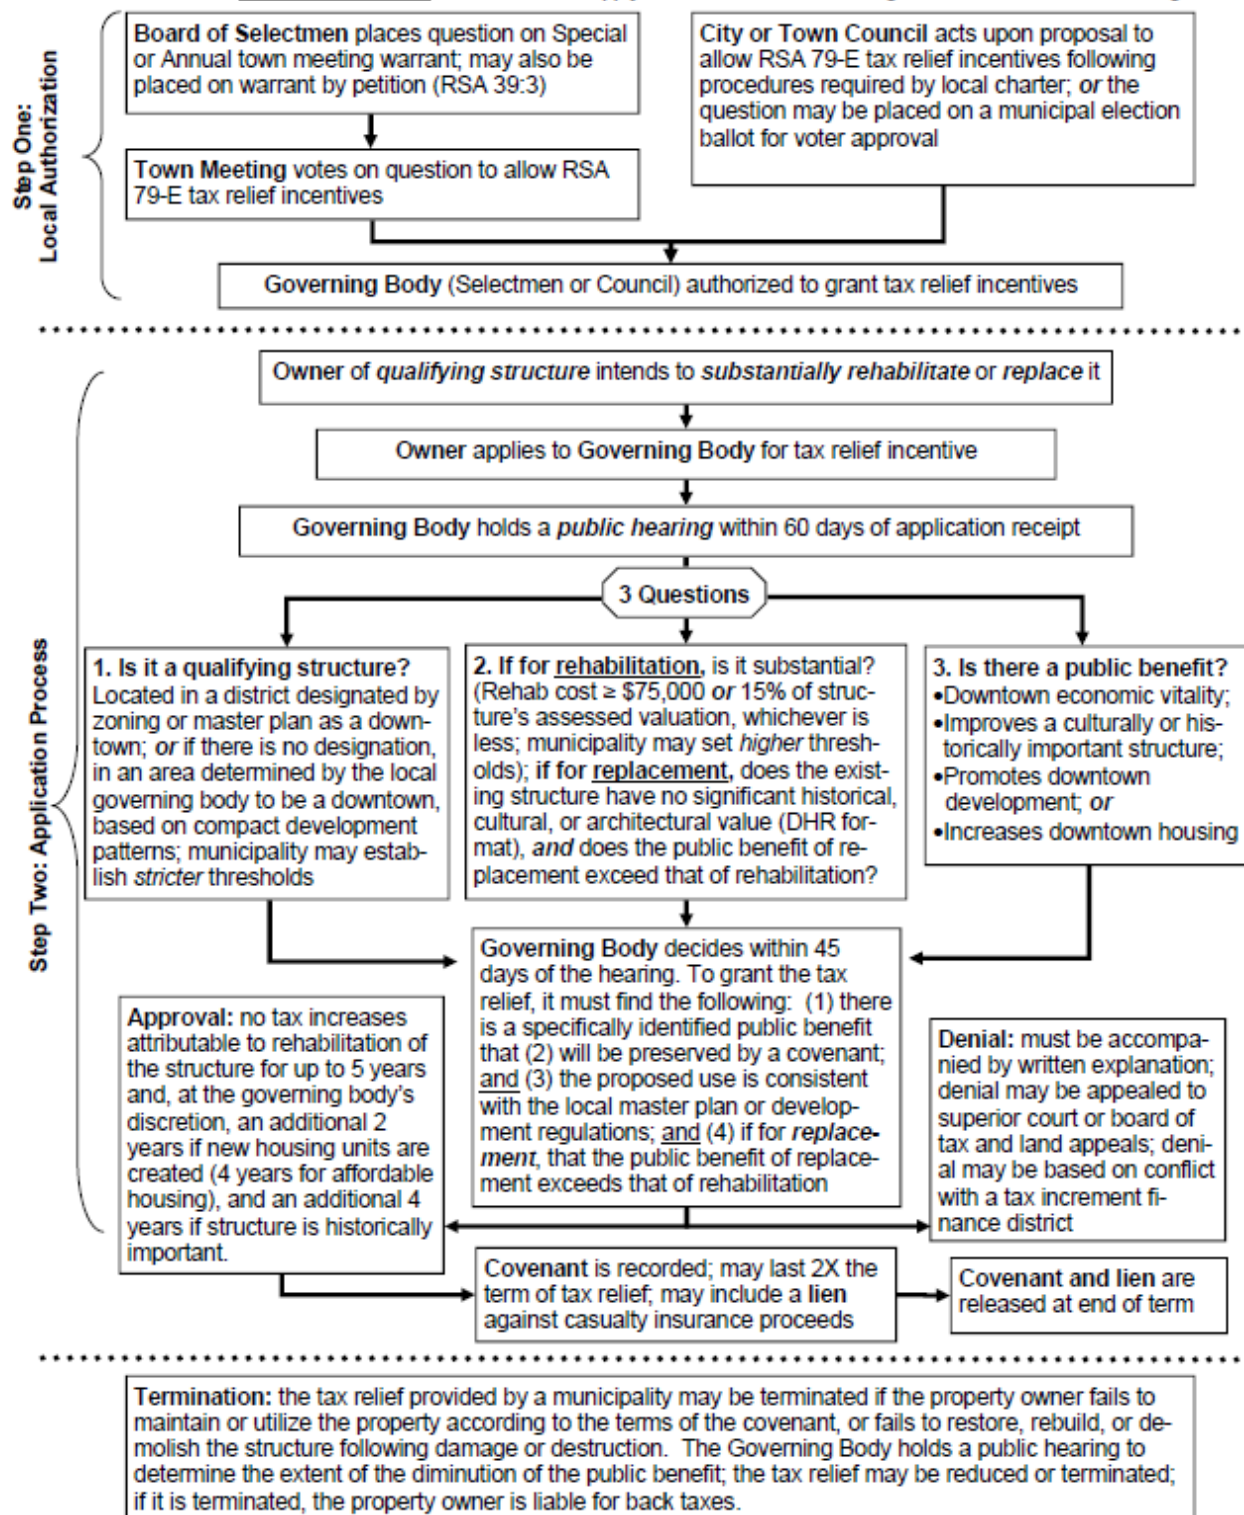 Step One:
Local Authorization
Board of Selectmen places question on Special
or Annual town meeting warrant; may also be
placed on warrant by petition (RSA 39:3)
City or Town Council acts upon proposal to
allow RSA 79-E tax relief incentives following
procedures required by local charter; or the
question may be placed on a municipal election
ballot for voter approval
Town Meeting votes on question to allow RSA
79-E tax relief incentives
Governing Body (Selectmen or Council) authorized to grant tax relief incentives
Step Two: Application Process
Owner of qualifying structure intends to substantially rehabilitate or replace it
Owner applies to Governing Body for tax relief incentive
Governing Body holds a public hearing within 60 days of application receipt
3 Questions
1. Is it a qualifying structure?
Located in a district designated by
zoning or master plan as a down-
town; or if there is no designation,
in an area determined by the local
governing body to be a downtown,
based on compact development
patterns; municipality may estab-
lish stricter thresholds
2. If for rehabilitation, is it substantial?
(Rehab cost ≥ $75,000 or 15% of struc-
ture's assessed valuation, whichever is
less; municipality may set higher thresh-
olds); if for replacement, does the exist-
ing structure have no significant historical,
cultural, or architectural value (DHR for-
mat), and does the public benefit of re-
placement exceed that of rehabilitation?
3. Is there a public benefit?
•Downtown economic vitality;
•Improves a culturally or his-
torically important structure;
•Promotes downtown
development; or
•Increases downtown housing
Governing Body decides within 45
days of the hearing. To grant the tax
relief, it must find the following: (1) there
is a specifically identified public benefit
that (2) will be preserved by a covenant;
and (3) the proposed use is consistent
with the local master plan or develop-
ment regulations; and (4) if for replace-
ment, that the public benefit of replace-
ment exceeds that of rehabilitation
Approval: no tax increases
attributable to rehabilitation of
the structure for up to 5 years
and, at the governing body's
discretion, an additional 2
years if new housing units are
created (4 years for affordable
housing), and an additional 4
years if structure is historically
important.
Denial: must be accompa-
nied by written explanation;
denial may be appealed to
superior court or board of
tax and land appeals; deni-
al may be based on conflict
with a tax increment fi-
nance district
Covenant is recorded; may last 2X the
term of tax relief; may include a lien
against casualty insurance proceeds
Covenant and lien are
released at end of term
Termination: the tax relief provided by a municipality may be terminated if the property owner fails to
maintain or utilize the property according to the terms of the covenant, or fails to restore, rebuild, or de-
molish the structure following damage or destruction. The Governing Body holds a public hearing to
determine the extent of the diminution of the public benefit; the tax relief may be reduced or terminated;
if it is terminated, the property owner is liable for back taxes.